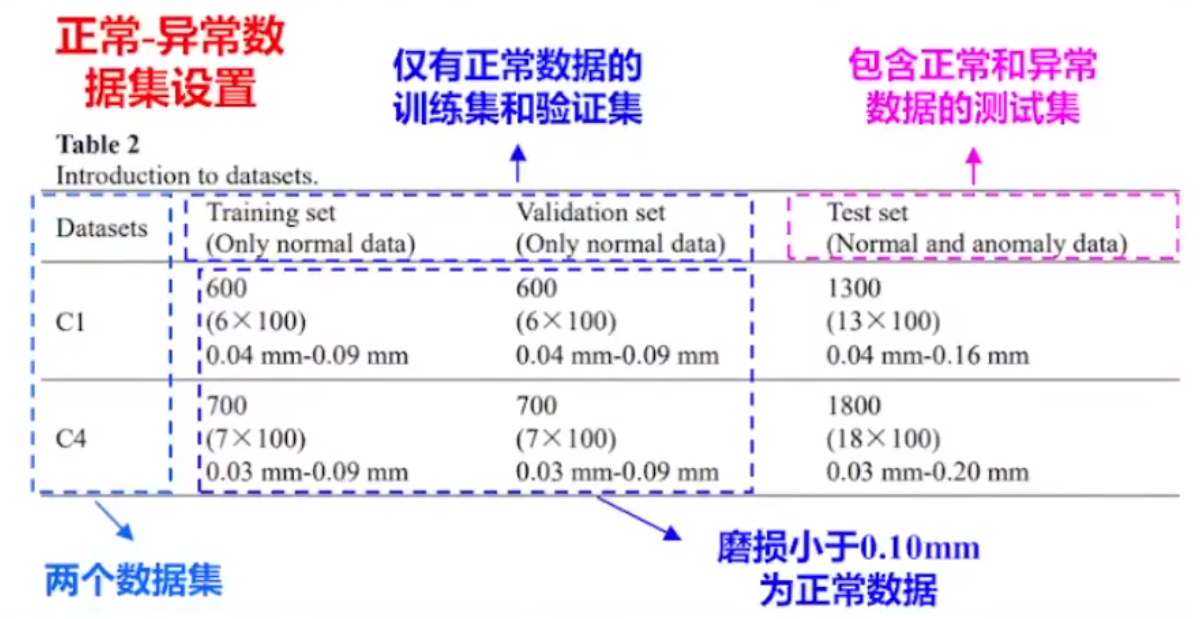 正常-异常数
据集设置
仅有正常数据的
训练集和验证集
包含正常和异常
数据的测试集
Table 2
Introduction to datasets.
Datasets
Training set
(Only normal data)
Validation set
(Only normal data)
Test set
(Normal and anomaly data)
C1
600
(6×100)
0.04 mm-0.09 mm
600
(6×100)
0.04 mm-0.09 mm
1300
(13×100)
0.04 mm-0.16 mm
C4
700
(7×100)
0.03 mm-0.09 mm
700
(7×100)
0.03 mm-0.09 mm
1800
(18×100)
0.03 mm-0.20 mm
两个数据集
磨损小于0.10mm
为正常数据